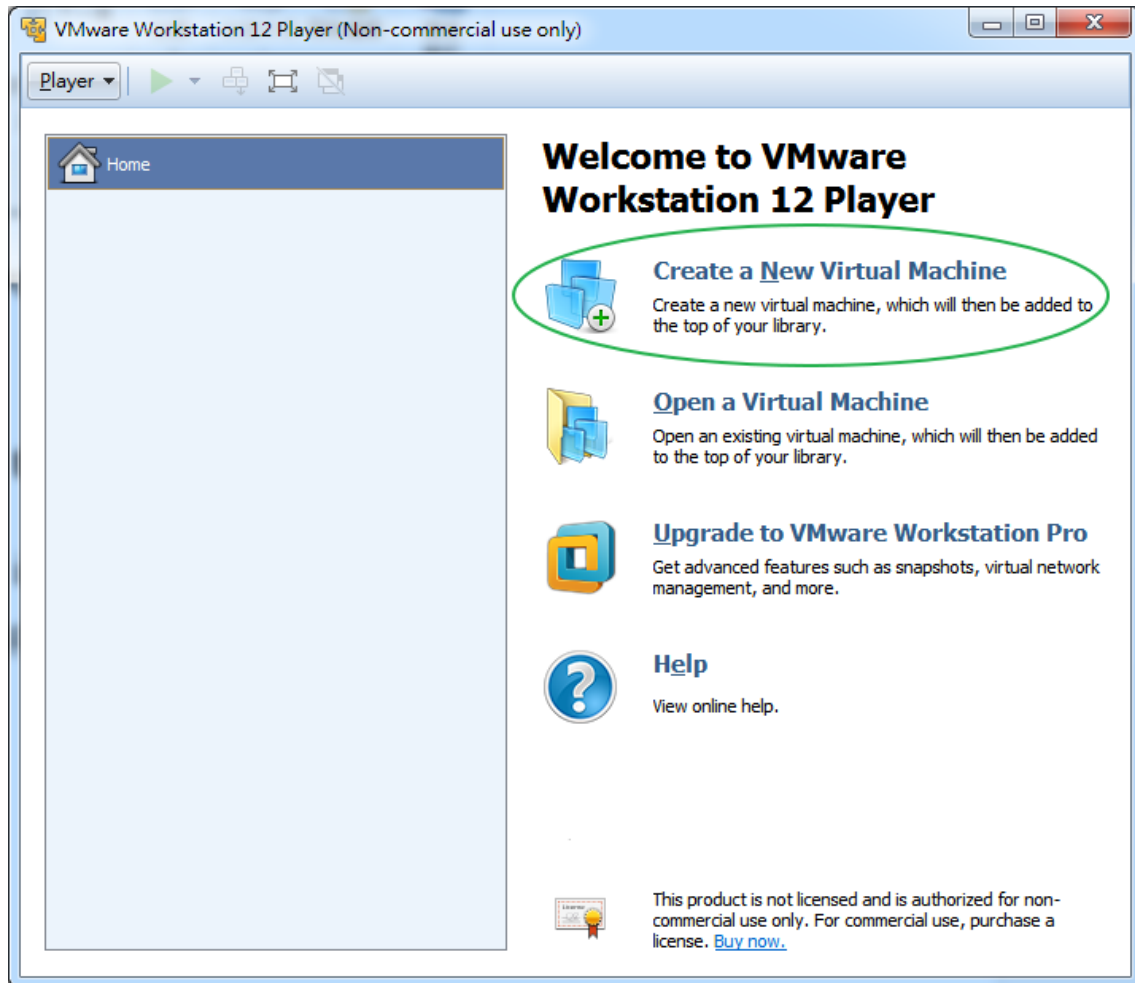 VMware Workstation 12 Player (Non-commercial use only)
Player
Home
Welcome to VMware
Workstation 12 Player
Create a New Virtual Machine
Create a new virtual machine, which will then be added to
the top of your library.
Open a Virtual Machine
Open an existing virtual machine, which will then be added
to the top of your library.
Upgrade to VMware Workstation Pro
Get advanced features such as snapshots, virtual network
management, and more.
Help
View online help.
This product is not licensed and is authorized for non-
commercial use only. For commercial use, purchase a
license. Buy now.